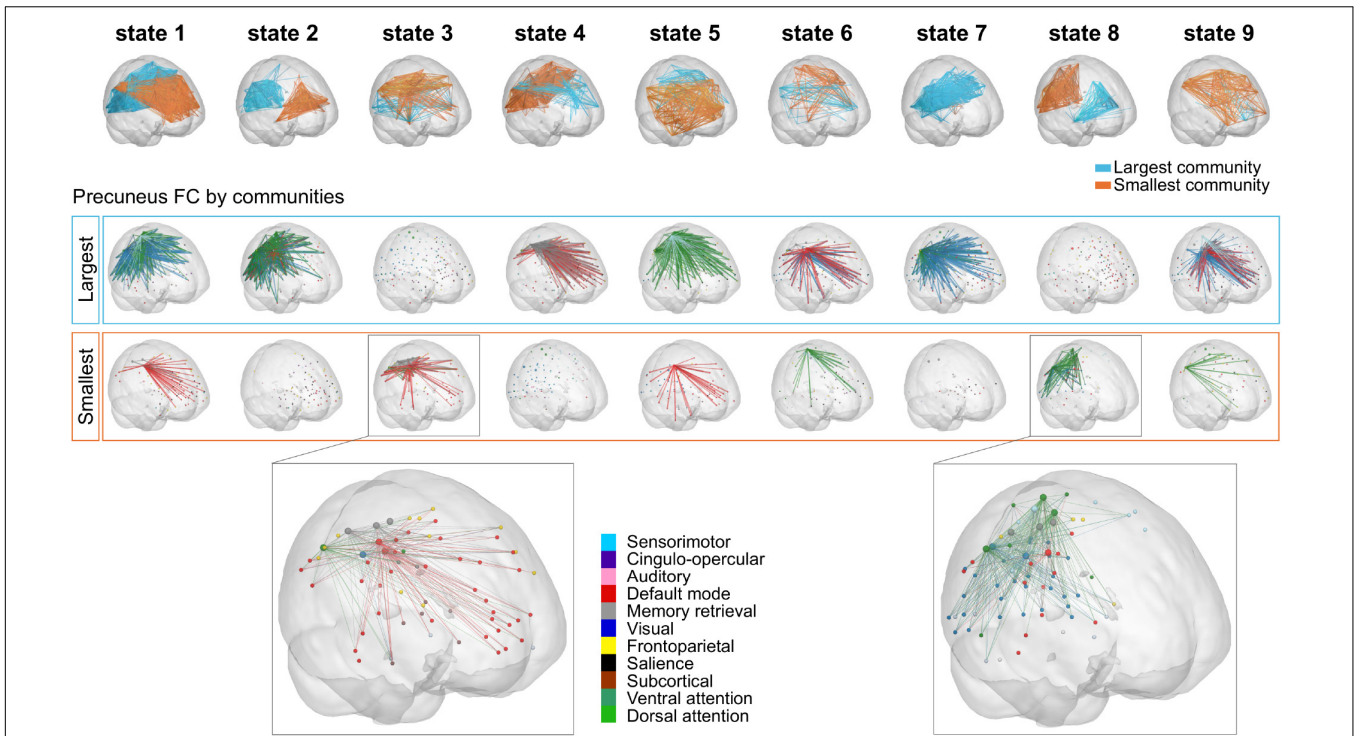 state 1 state 2 state 3 state 4 state 5 state 6 state 7 state 8 state 9
Largest community
Smallest community
Precuneus FC by communities
Largest
Smallest
Sensorimotor
Cingulo-opercular
Auditory
Default mode
Memory retrieval
Visual
Frontoparietal
Salience
Subcortical
Ventral attention
Dorsal attention